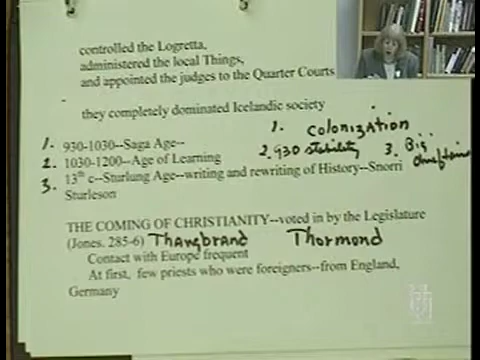 controlled the Logretta,
administered the local Things,
and appointed the judges to the Quarter Courts
they completely dominated Icelandic society
1. colonization
1. 930-1030--Saga Age--
2. 930 stability 3. Big chieftains
2. 1030-1200--Age of Learning
3. 13th c--Sturlung Age--writing and rewriting of History--Snorri
Sturleson
THE COMING OF CHRISTIANITY--voted in by the Legislature
(Jones. 285-6) Thangbrand Thormond
Contact with Europe frequent
At first, few priests who were foreigners--from England,
Germany